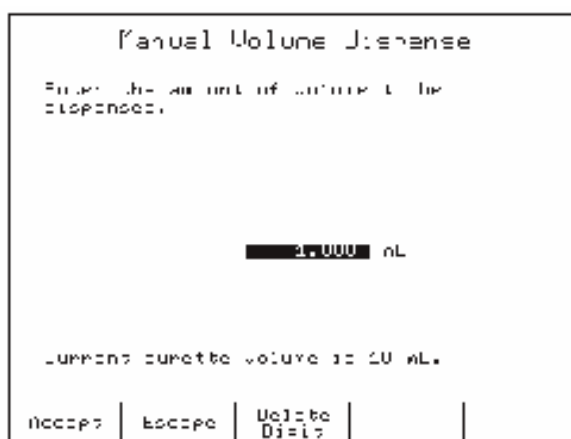 Manual Volume Dispense
Enter the amount of volume to be
dispensed.
1.000 mL
Current burette volume is 10 mL.
Accept
Escape
Delete
Digit